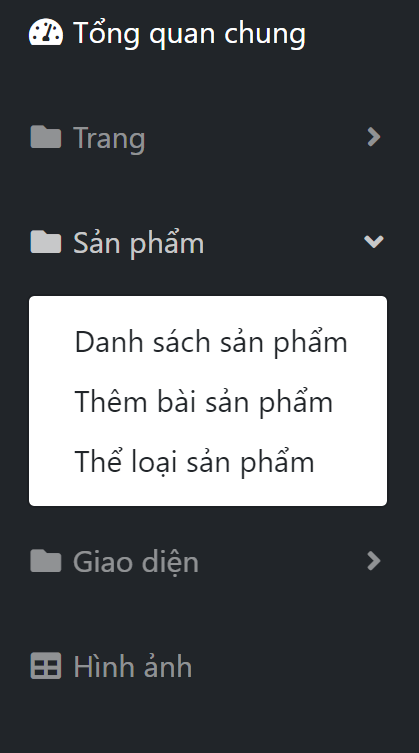 Tổng quan chung
Trang
Sản phẩm
Danh sách sản phẩm
Thêm bài sản phẩm
Thể loại sản phẩm
Giao diện
Hình ảnh